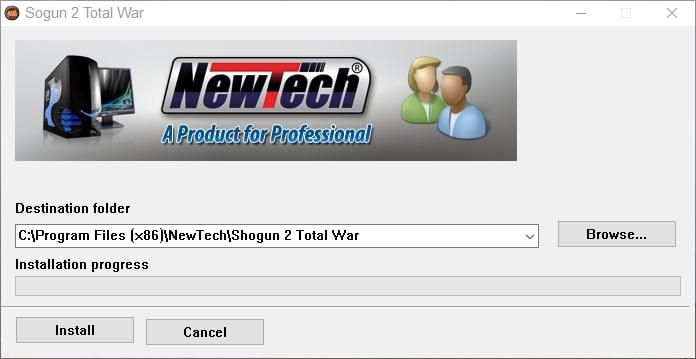 Sogun 2 Total War
NewTech®
A Product for Professional
Destination folder
C:\Program Files (x86)\NewTech\Shogun 2 Total War
Browse...
Installation progress
Install
Cancel